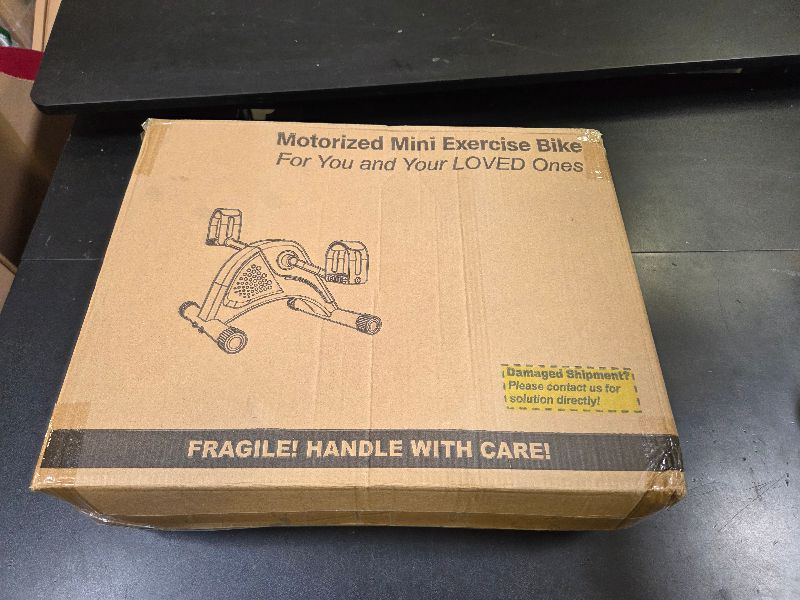 Motorized Mini Exercise Bike
For You and Your LOVED Ones
Damaged Shipment?
Please contact us for
solution directly!
FRAGILE! HANDLE WITH CARE!